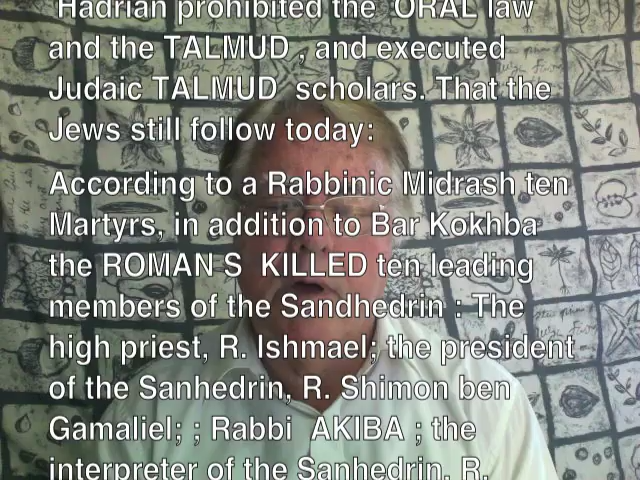 Hadrian prohibited the ORAL law
and the TALMUD , and executed
Judaic TALMUD scholars. That the
Jews still follow today:
According to a Rabbinic Midrash ten
Martyrs, in addition to Bar Kokhba
the ROMAN S KILLED ten leading
members of the Sandhedrin : The
high priest, R. Ishmael; the president
of the Sanhedrin, R. Shimon ben
Gamaliel; ; Rabbi AKIBA ; the
interpreter of the Sanhedrin, R.